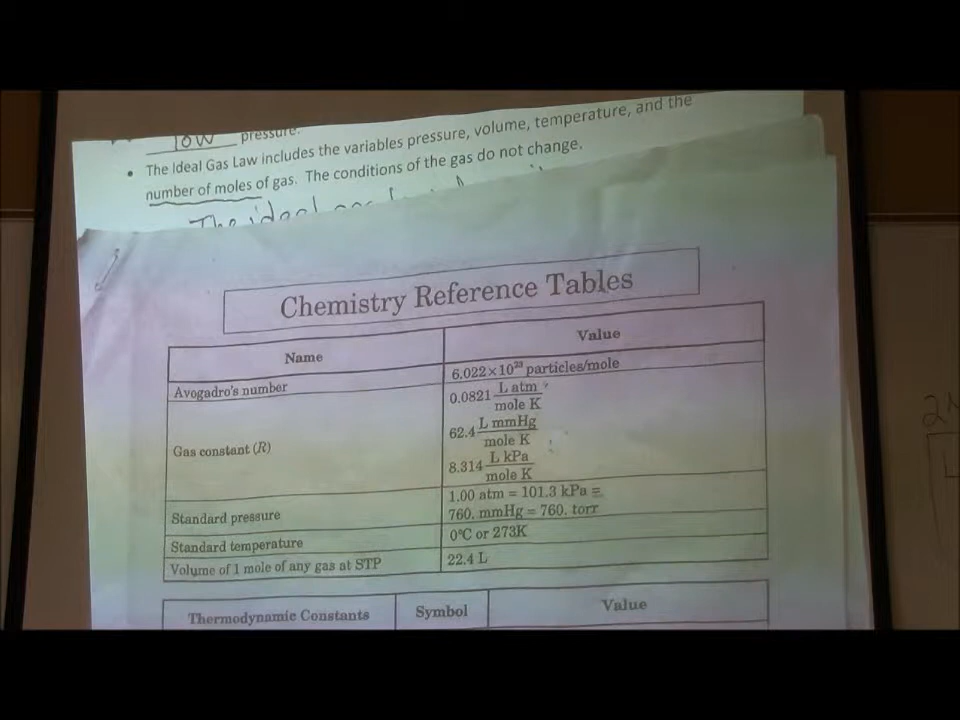 low pressure.
• The Ideal Gas Law includes the variables pressure, volume, temperature, and the
number of moles of gas. The conditions of the gas do not change.
The ideal
Chemistry Reference Tables
Name Value
Avogadro's number 6.022×10²³ particles/mole
Gas constant (R) 0.0821 L atm / mole K
62.4 L mmHg / mole K
8.314 L kPa / mole K
Standard pressure 1.00 atm = 101.3 kPa =
760. mmHg = 760. torr
Standard temperature 0°C or 273K
Volume of 1 mole of any gas at STP 22.4 L
Thermodynamic Constants Symbol Value